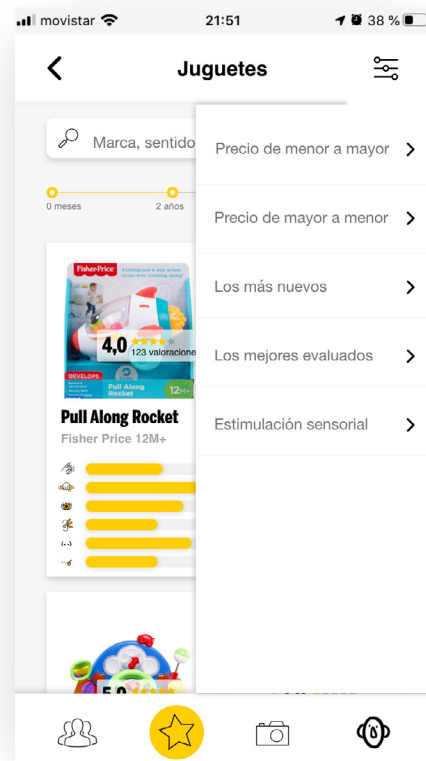 movistar 21:51 38 %
Juguetes
Marca, sentido
0 meses 2 años
Precio de menor a mayor
Precio de mayor a menor
Los más nuevos
Los mejores evaluados
Estimulación sensorial
Fisher-Price
4,0 123 valoracione
DEVELOPS
Pull Along
Rocket
12M+
Pull Along Rocket
Fisher Price 12M+
5,0